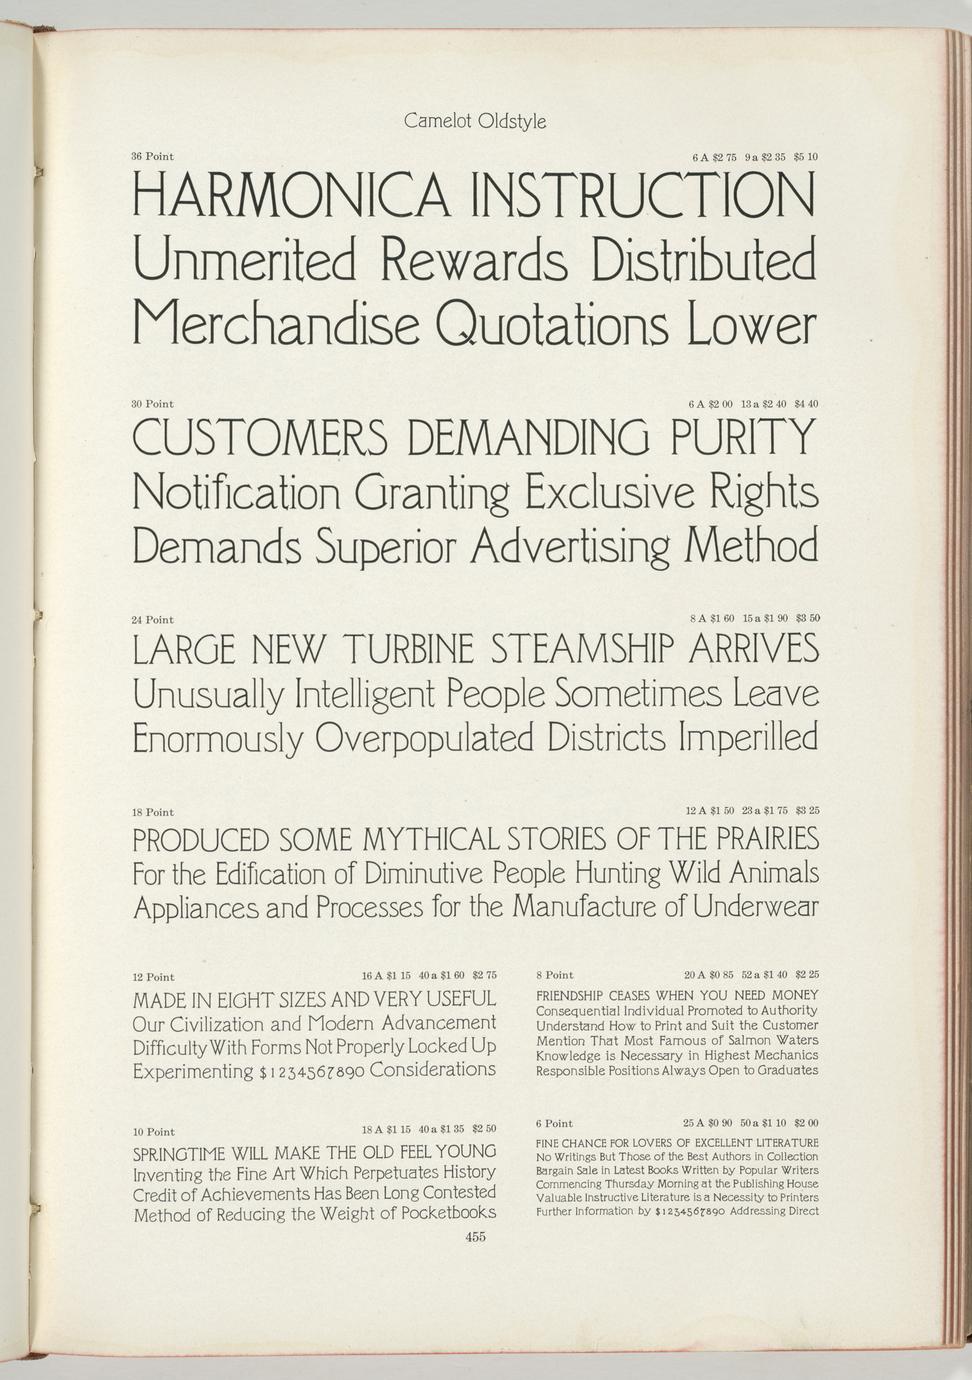 Camelot Oldstyle
36 Point 6 A $2 75 9 a $2 35 $5 10
HARMONICA INSTRUCTION
Unmerited Rewards Distributed
Merchandise Quotations Lower
30 Point 6 A $2 00 13 a $2 40 $4 40
CUSTOMERS DEMANDING PURITY
Notification Granting Exclusive Rights
Demands Superior Advertising Method
24 Point 8 A $1 60 15 a $1 90 $3 50
LARGE NEW TURBINE STEAMSHIP ARRIVES
Unusually Intelligent People Sometimes Leave
Enormously Overpopulated Districts Imperilled
18 Point 12 A $1 50 23 a $1 75 $3 25
PRODUCED SOME MYTHICAL STORIES OF THE PRAIRIES
For the Edification of Diminutive People Hunting Wild Animals
Appliances and Processes for the Manufacture of Underwear
12 Point 16 A $1 15 40 a $1 60 $2 75
MADE IN EIGHT SIZES AND VERY USEFUL
Our Civilization and Modern Advancement
Difficulty With Forms Not Properly Locked Up
Experimenting $1234567890 Considerations
10 Point 18 A $1 15 40 a $1 35 $2 50
SPRINGTIME WILL MAKE THE OLD FEEL YOUNG
Inventing the Fine Art Which Perpetuates History
Credit of Achievements Has Been Long Contested
Method of Reducing the Weight of Pocketbooks
8 Point 20 A $0 85 52 a $1 40 $2 25
FRIENDSHIP CEASES WHEN YOU NEED MONEY
Consequential Individual Promoted to Authority
Understand How to Print and Suit the Customer
Mention That Most Famous of Salmon Waters
Knowledge is Necessary in Highest Mechanics
Responsible Positions Always Open to Graduates
6 Point 25 A $0 90 50 a $1 10 $2 00
FINE CHANCE FOR LOVERS OF EXCELLENT LITERATURE
No Writings But Those of the Best Authors in Collection
Bargain Sale in Latest Books Written by Popular Writers
Commencing Thursday Morning at the Publishing House
Valuable Instructive Literature is a Necessity to Printers
Further Information by $1234567890 Addressing Direct
455